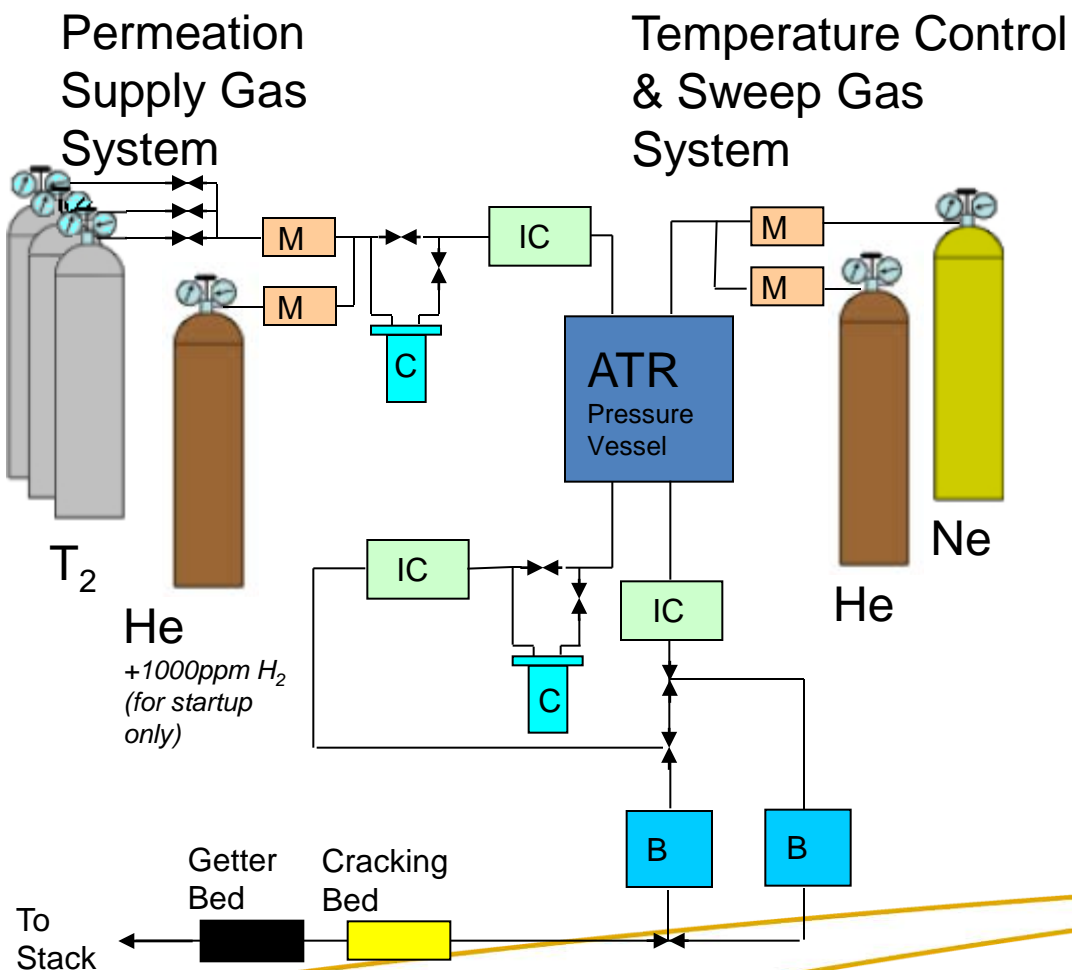 Permeation
Supply Gas
System
Temperature Control
& Sweep Gas
System
M
IC
M
M
M
C
ATR
Pressure
Vessel
T₂
He
+1000ppm H₂
(for startup
only)
Ne
He
IC
IC
C
B
B
Getter
Bed
Cracking
Bed
To
Stack